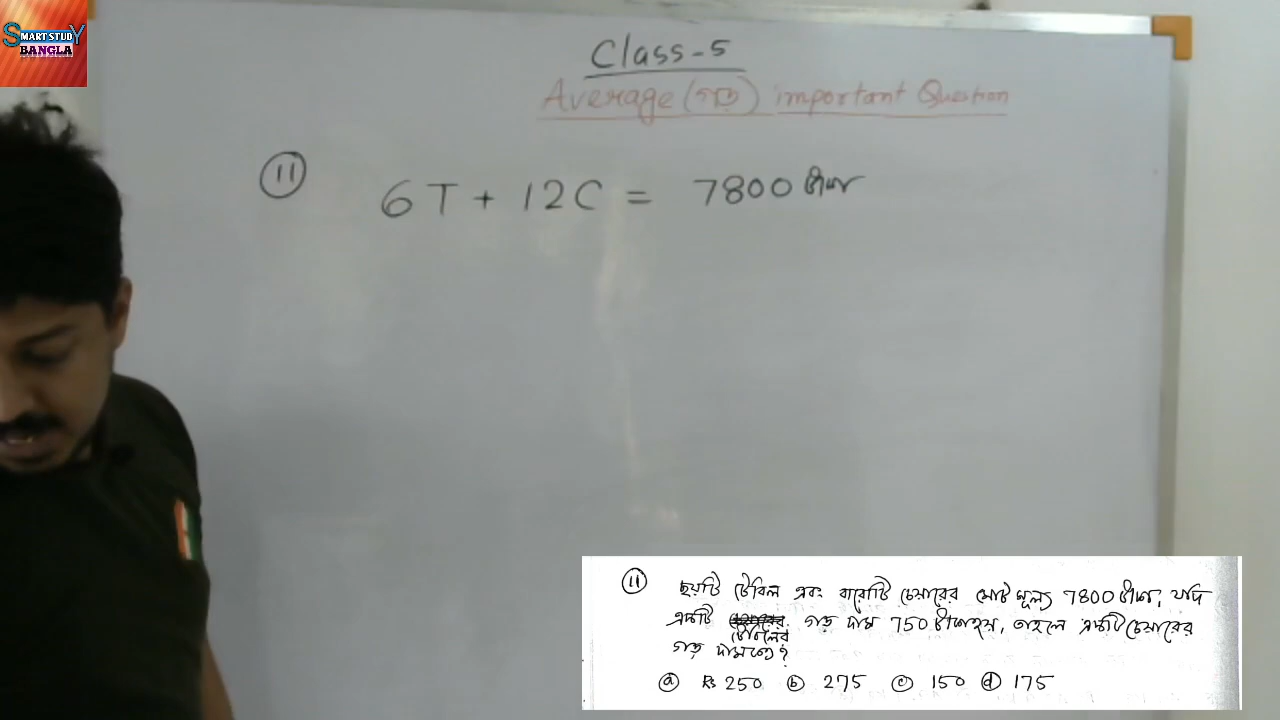 SMART STUDY
BANGLA
Class-5
Average (গড়) important Question
11 6T + 12C = 7800 টাকা
11 ছয়টি টেবিল এবং বারোটি চেয়ারের মোট মূল্য 7800 টাকা, যদি
একটি টেবিলের গড় দাম 750 টাকা হয়, তাহলে একটি চেয়ারের
গড় দাম কত?
a Rs 250 b 275 c 150 d 175